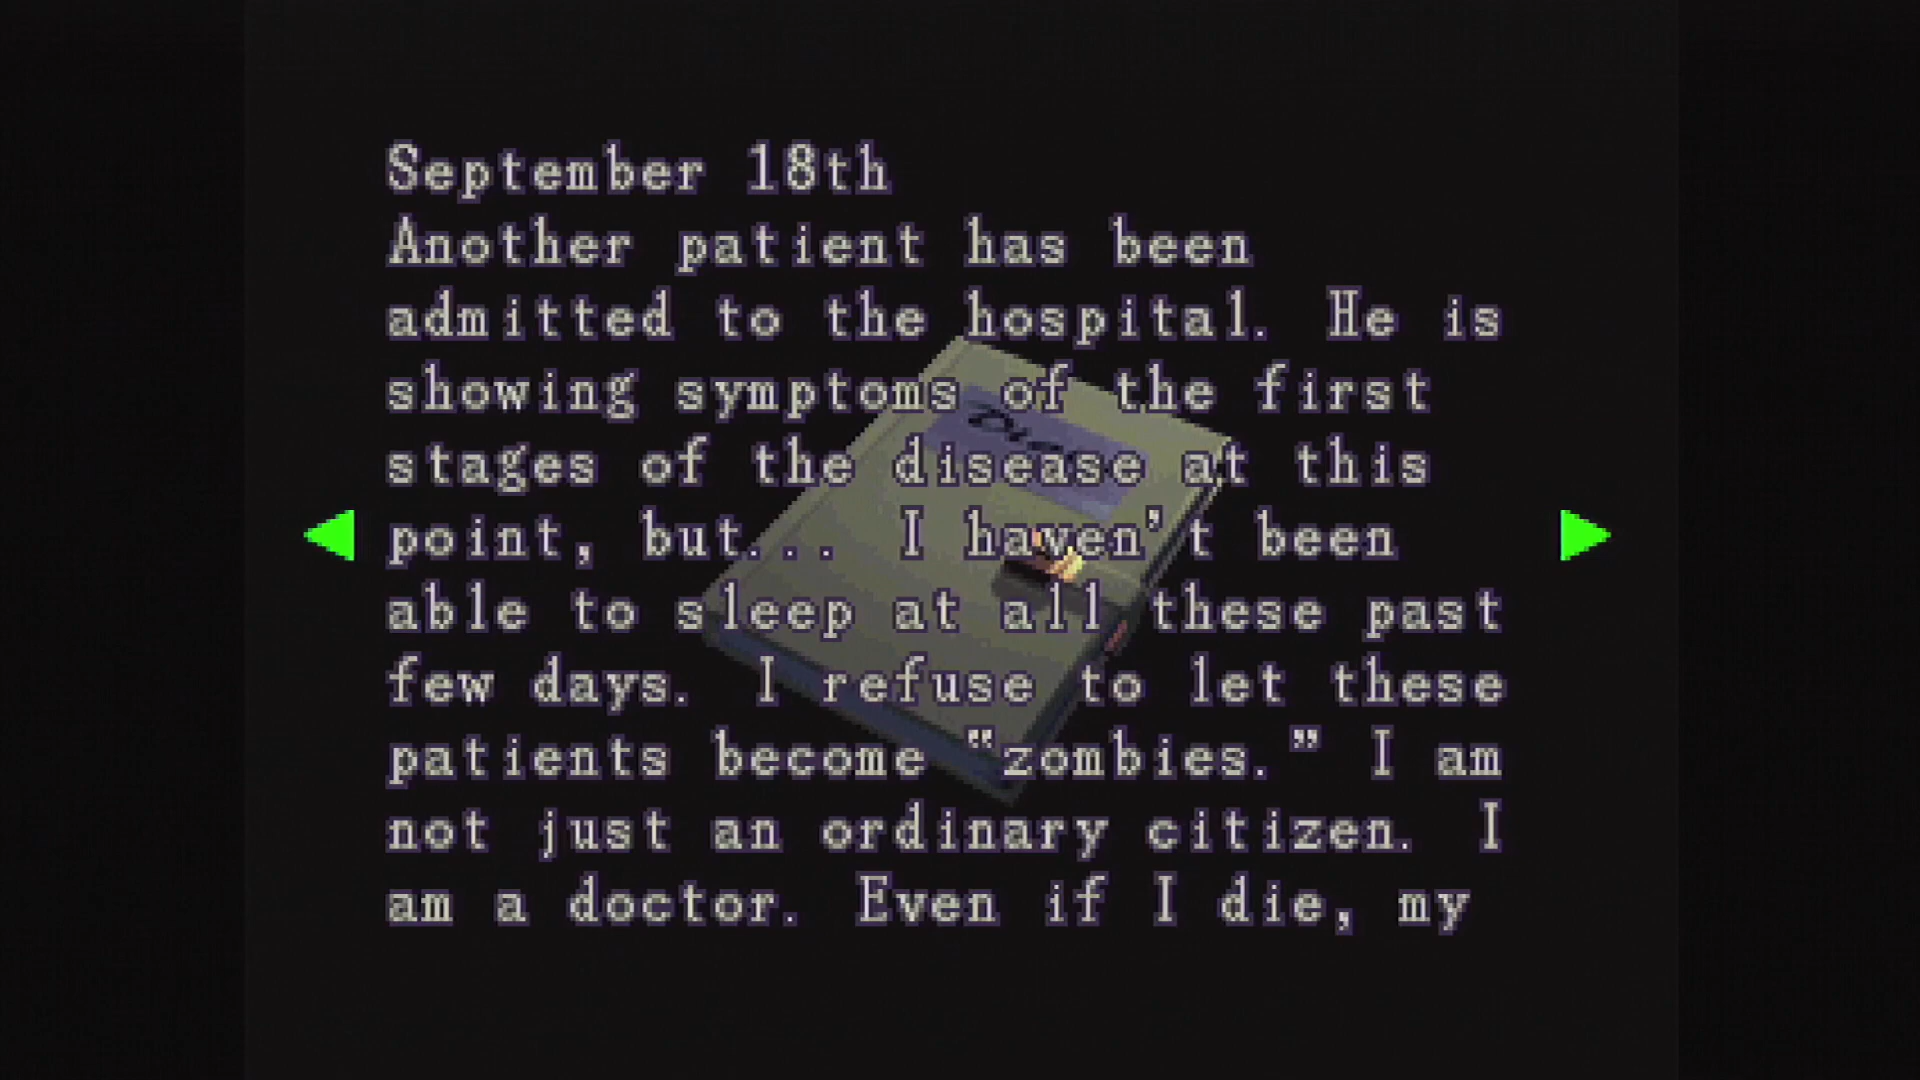 September 18th
Another patient has been
admitted to the hospital. He is
showing symptoms of the first
stages of the disease at this
point, but... I haven't been
able to sleep at all these past
few days. I refuse to let these
patients become "zombies." I am
not just an ordinary citizen. I
am a doctor. Even if I die, my